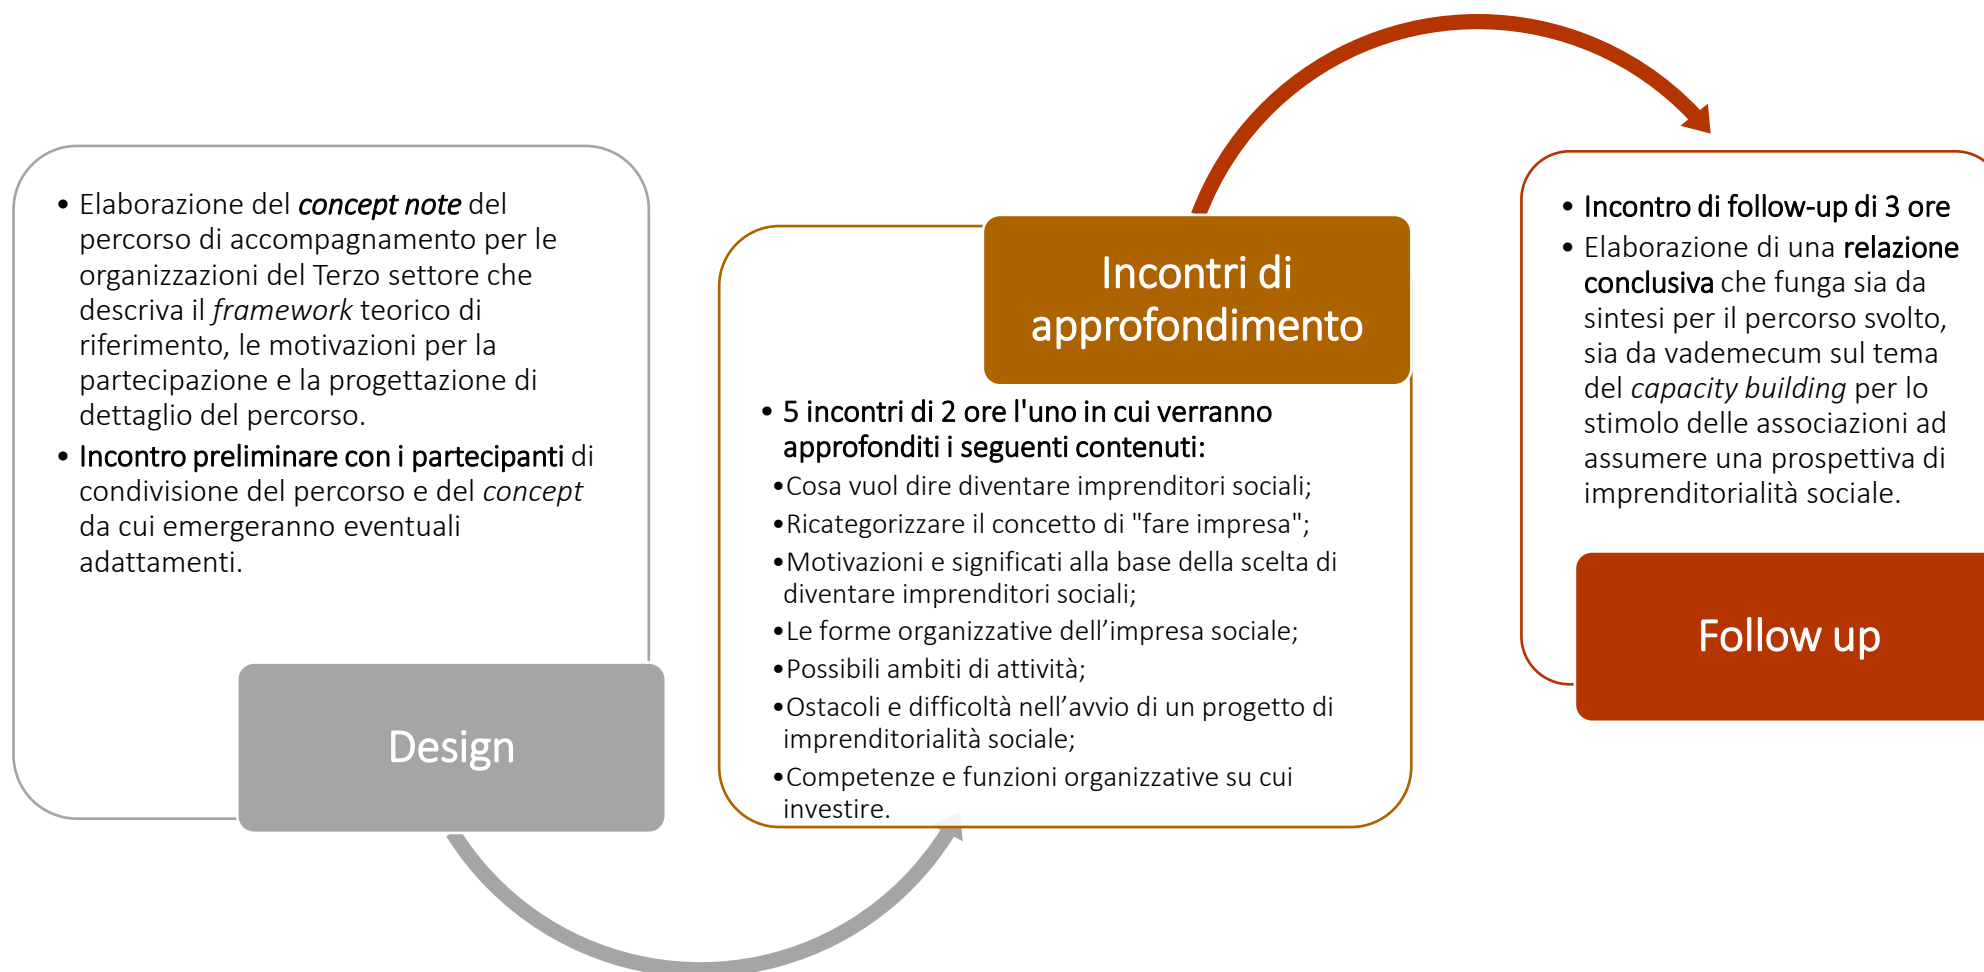 • Elaborazione del concept note del
percorso di accompagnamento per le
organizzazioni del Terzo settore che
descriva il framework teorico di
riferimento, le motivazioni per la
partecipazione e la progettazione di
dettaglio del percorso.
• Incontro preliminare con i partecipanti di
condivisione del percorso e del concept
da cui emergeranno eventuali
adattamenti.
Design
Incontri di
approfondimento
• 5 incontri di 2 ore l'uno in cui verranno
approfonditi i seguenti contenuti:
•Cosa vuol dire diventare imprenditori sociali;
•Ricategorizzare il concetto di "fare impresa";
•Motivazioni e significati alla base della scelta di
diventare imprenditori sociali;
•Le forme organizzative dell’impresa sociale;
•Possibili ambiti di attività;
•Ostacoli e difficoltà nell’avvio di un progetto di
imprenditorialità sociale;
•Competenze e funzioni organizzative su cui
investire.
• Incontro di follow-up di 3 ore
• Elaborazione di una relazione
conclusiva che funga sia da
sintesi per il percorso svolto,
sia da vademecum sul tema
del capacity building per lo
stimolo delle associazioni ad
assumere una prospettiva di
imprenditorialità sociale.
Follow up